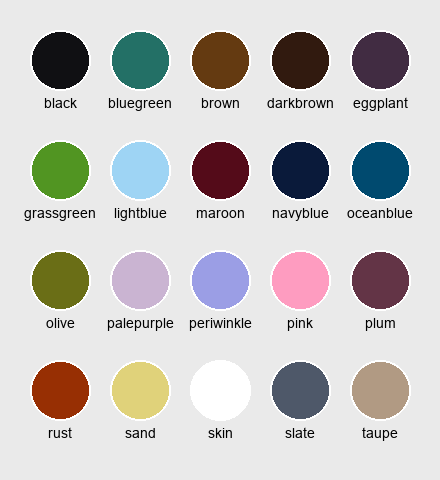 black bluegreen brown darkbrown eggplant
grassgreen lightblue maroon navyblue oceanblue
olive palepurple periwinkle pink plum
rust sand skin slate taupe